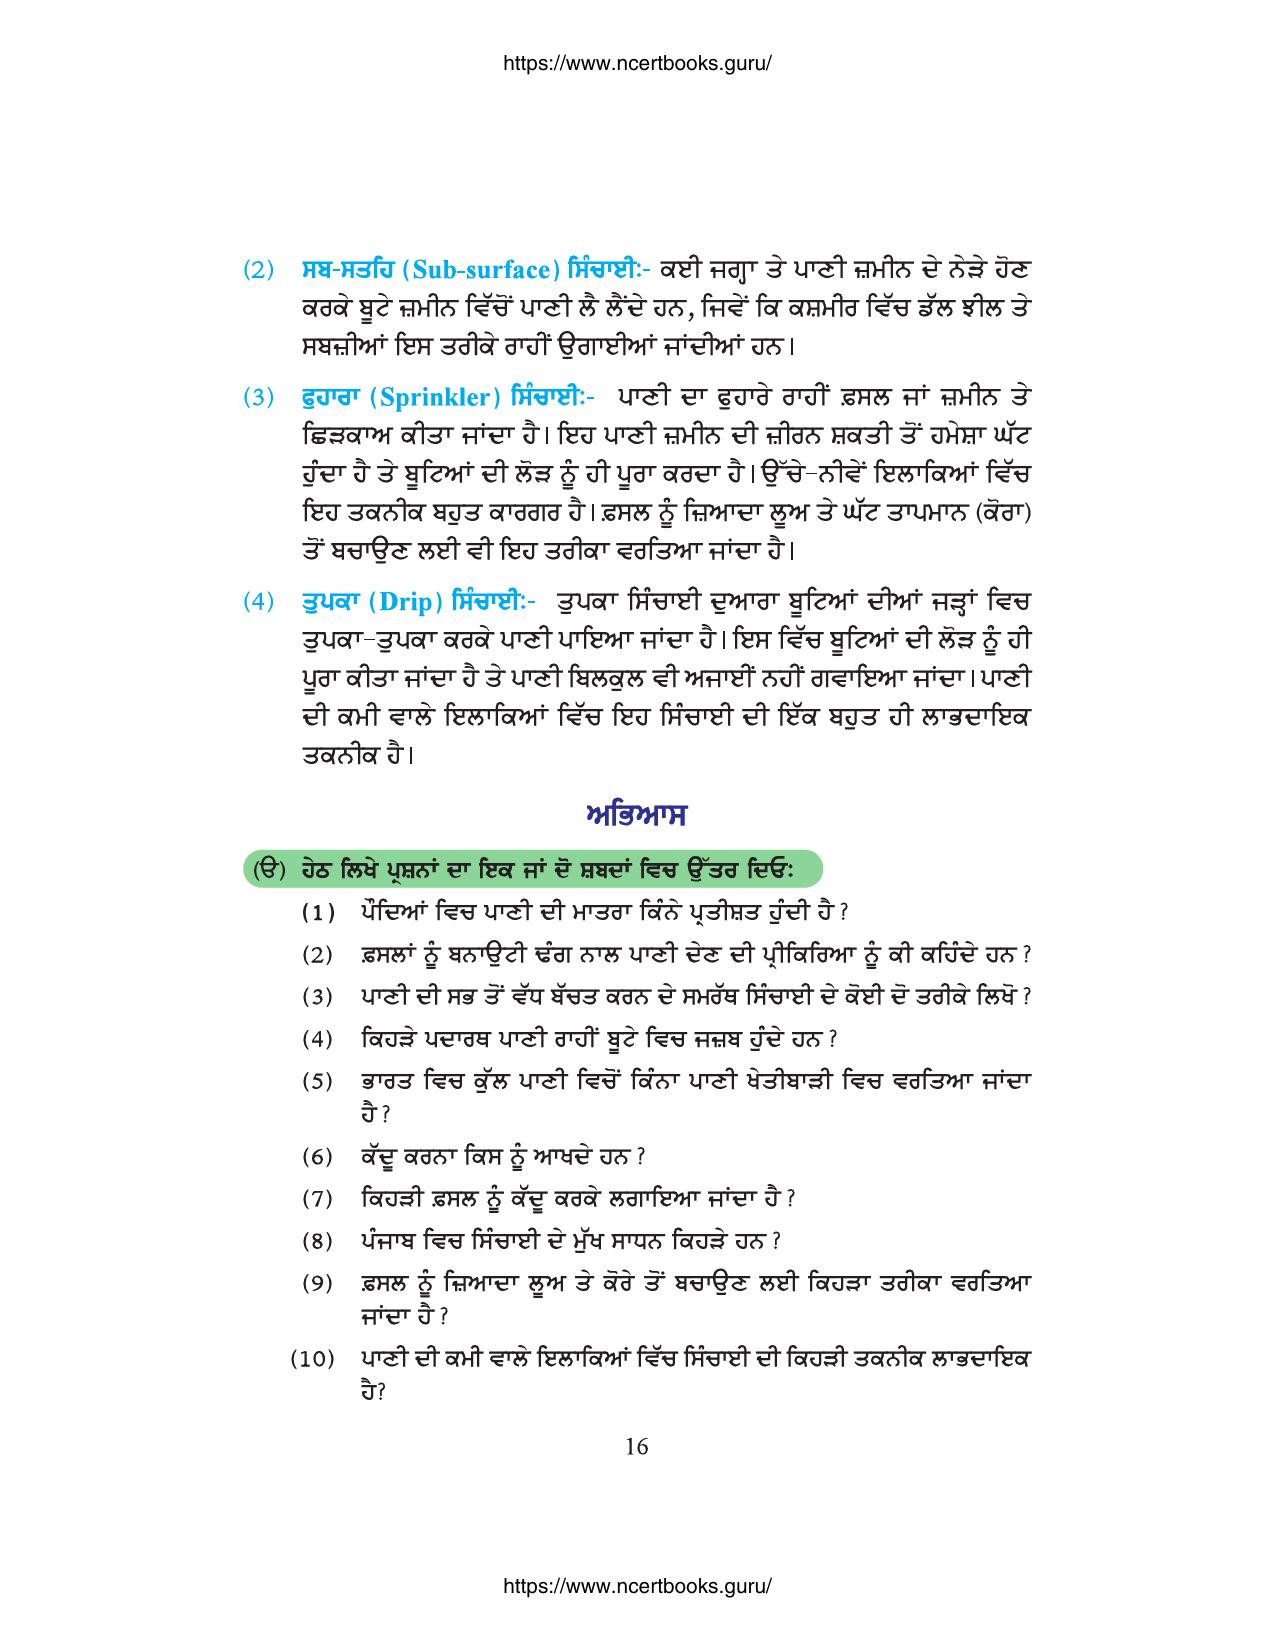 https://www.ncertbooks.guru/
(2) ਸਬ-ਸਤਹਿ (Sub-surface) ਸਿੰਚਾਈਃ- ਕਈ ਜਗ੍ਹਾ ਤੇ ਪਾਣੀ ਜ਼ਮੀਨ ਦੇ ਨੇੜੇ ਹੋਣ
ਕਰਕੇ ਬੂਟੇ ਜ਼ਮੀਨ ਵਿੱਚੋਂ ਪਾਣੀ ਲੈ ਲੈਂਦੇ ਹਨ, ਜਿਵੇਂ ਕਿ ਕਸ਼ਮੀਰ ਵਿੱਚ ਡੱਲ ਝੀਲ ਤੇ
ਸਬਜ਼ੀਆਂ ਇਸ ਤਰੀਕੇ ਰਾਹੀਂ ਉਗਾਈਆਂ ਜਾਂਦੀਆਂ ਹਨ।
(3) ਫੁਹਾਰਾ (Sprinkler) ਸਿੰਚਾਈਃ- ਪਾਣੀ ਦਾ ਫੁਹਾਰੇ ਰਾਹੀਂ ਫ਼ਸਲ ਜਾਂ ਜ਼ਮੀਨ ਤੇ
ਛਿੜਕਾਅ ਕੀਤਾ ਜਾਂਦਾ ਹੈ। ਇਹ ਪਾਣੀ ਜ਼ਮੀਨ ਦੀ ਜ਼ੀਰਨ ਸ਼ਕਤੀ ਤੋਂ ਹਮੇਸ਼ਾ ਘੱਟ
ਹੁੰਦਾ ਹੈ ਤੇ ਬੂਟਿਆਂ ਦੀ ਲੋੜ ਨੂੰ ਹੀ ਪੂਰਾ ਕਰਦਾ ਹੈ। ਉੱਚੇ-ਨੀਵੇਂ ਇਲਾਕਿਆਂ ਵਿੱਚ
ਇਹ ਤਕਨੀਕ ਬਹੁਤ ਕਾਰਗਰ ਹੈ। ਫ਼ਸਲ ਨੂੰ ਜ਼ਿਆਦਾ ਲੂਅ ਤੇ ਘੱਟ ਤਾਪਮਾਨ (ਕੋਰਾ)
ਤੋਂ ਬਚਾਉਣ ਲਈ ਵੀ ਇਹ ਤਰੀਕਾ ਵਰਤਿਆ ਜਾਂਦਾ ਹੈ।
(4) ਤੁਪਕਾ (Drip) ਸਿੰਚਾਈਃ- ਤੁਪਕਾ ਸਿੰਚਾਈ ਦੁਆਰਾ ਬੂਟਿਆਂ ਦੀਆਂ ਜੜ੍ਹਾਂ ਵਿਚ
ਤੁਪਕਾ-ਤੁਪਕਾ ਕਰਕੇ ਪਾਣੀ ਪਾਇਆ ਜਾਂਦਾ ਹੈ। ਇਸ ਵਿੱਚ ਬੂਟਿਆਂ ਦੀ ਲੋੜ ਨੂੰ ਹੀ
ਪੂਰਾ ਕੀਤਾ ਜਾਂਦਾ ਹੈ ਤੇ ਪਾਣੀ ਬਿਲਕੁਲ ਵੀ ਅਜਾਈਂ ਨਹੀਂ ਗਵਾਇਆ ਜਾਂਦਾ। ਪਾਣੀ
ਦੀ ਕਮੀ ਵਾਲੇ ਇਲਾਕਿਆਂ ਵਿੱਚ ਇਹ ਸਿੰਚਾਈ ਦੀ ਇੱਕ ਬਹੁਤ ਹੀ ਲਾਭਦਾਇਕ
ਤਕਨੀਕ ਹੈ।
ਅਭਿਆਸ
(ੳ) ਹੇਠ ਲਿਖੇ ਪ੍ਰਸ਼ਨਾਂ ਦਾ ਇਕ ਜਾਂ ਦੋ ਸ਼ਬਦਾਂ ਵਿਚ ਉੱਤਰ ਦਿਓਃ
(1) ਪੌਦਿਆਂ ਵਿਚ ਪਾਣੀ ਦੀ ਮਾਤਰਾ ਕਿੰਨੇ ਪ੍ਰਤੀਸ਼ਤ ਹੁੰਦੀ ਹੈ ?
(2) ਫ਼ਸਲਾਂ ਨੂੰ ਬਨਾਉਟੀ ਢੰਗ ਨਾਲ ਪਾਣੀ ਦੇਣ ਦੀ ਪ੍ਰੀਕਿਰਿਆ ਨੂੰ ਕੀ ਕਹਿੰਦੇ ਹਨ ?
(3) ਪਾਣੀ ਦੀ ਸਭ ਤੋਂ ਵੱਧ ਬੱਚਤ ਕਰਨ ਦੇ ਸਮਰੱਥ ਸਿੰਚਾਈ ਦੇ ਕੋਈ ਦੋ ਤਰੀਕੇ ਲਿਖੋ ?
(4) ਕਿਹੜੇ ਪਦਾਰਥ ਪਾਣੀ ਰਾਹੀਂ ਬੂਟੇ ਵਿਚ ਜਜ਼ਬ ਹੁੰਦੇ ਹਨ ?
(5) ਭਾਰਤ ਵਿਚ ਕੁੱਲ ਪਾਣੀ ਵਿਚੋਂ ਕਿੰਨਾ ਪਾਣੀ ਖੇਤੀਬਾੜੀ ਵਿਚ ਵਰਤਿਆ ਜਾਂਦਾ
ਹੈ ?
(6) ਕੱਦੂ ਕਰਨਾ ਕਿਸ ਨੂੰ ਆਖਦੇ ਹਨ ?
(7) ਕਿਹੜੀ ਫ਼ਸਲ ਨੂੰ ਕੱਦੂ ਕਰਕੇ ਲਗਾਇਆ ਜਾਂਦਾ ਹੈ ?
(8) ਪੰਜਾਬ ਵਿਚ ਸਿੰਚਾਈ ਦੇ ਮੁੱਖ ਸਾਧਨ ਕਿਹੜੇ ਹਨ ?
(9) ਫ਼ਸਲ ਨੂੰ ਜ਼ਿਆਦਾ ਲੂਅ ਤੇ ਕੋਰੇ ਤੋਂ ਬਚਾਉਣ ਲਈ ਕਿਹੜਾ ਤਰੀਕਾ ਵਰਤਿਆ
ਜਾਂਦਾ ਹੈ ?
(10) ਪਾਣੀ ਦੀ ਕਮੀ ਵਾਲੇ ਇਲਾਕਿਆਂ ਵਿੱਚ ਸਿੰਚਾਈ ਦੀ ਕਿਹੜੀ ਤਕਨੀਕ ਲਾਭਦਾਇਕ
ਹੈ?
16
https://www.ncertbooks.guru/